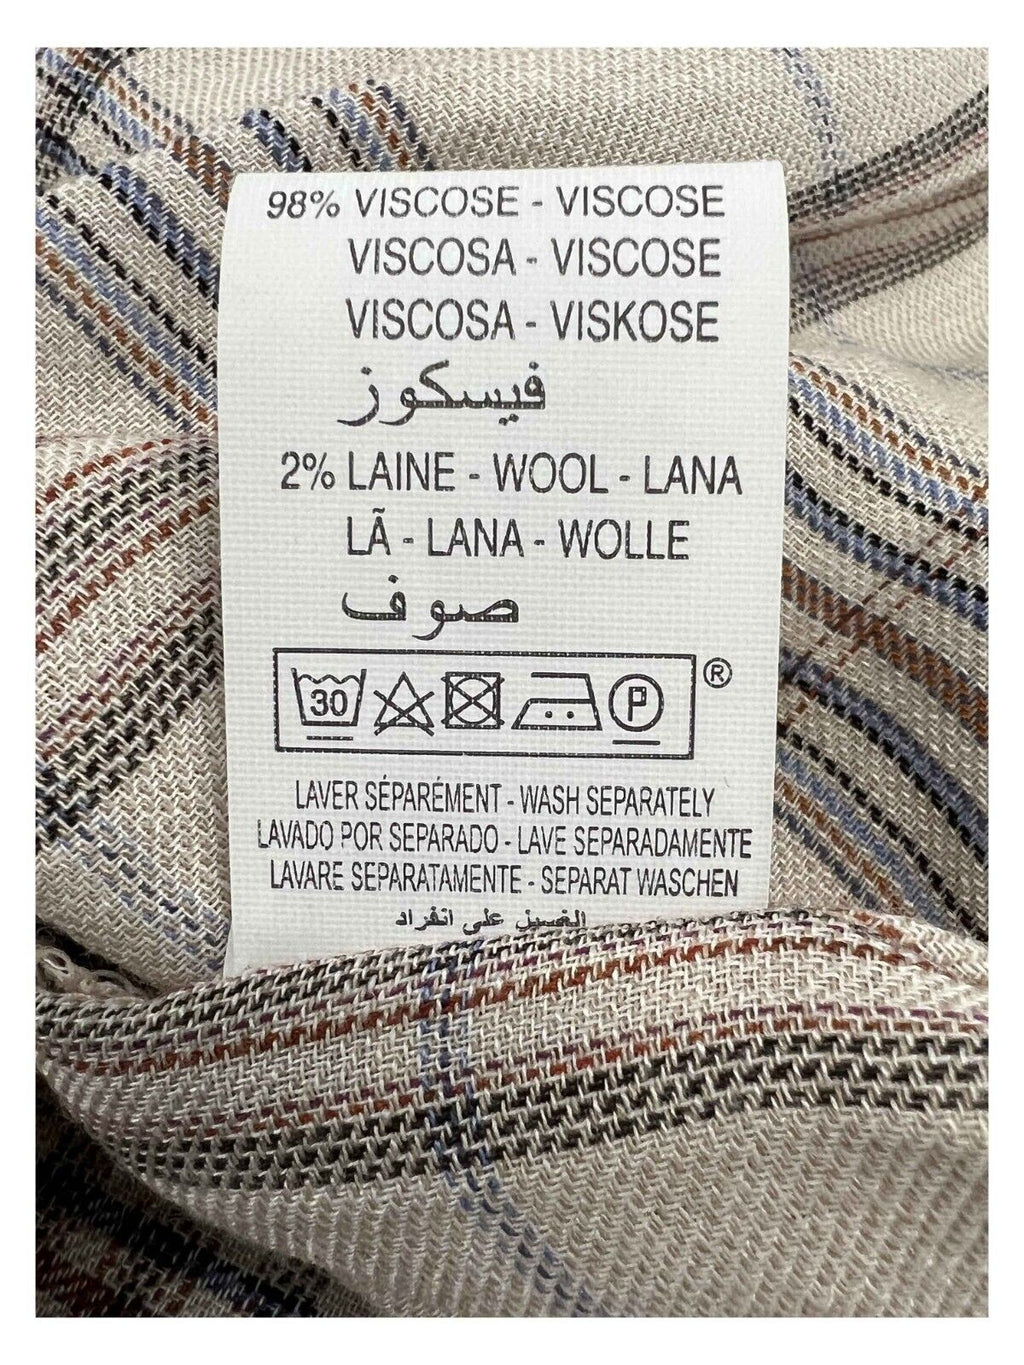 98% VISCOSE - VISCOSE
VISCOSA - VISCOSE
VISCOSA - VISKOSE
فيسكوز
2% LAINE - WOOL - LANA
LÃ - LANA - WOLLE
صوف
30 P ®
LAVER SÉPARÉMENT - WASH SEPARATELY
LAVADO POR SEPARADO - LAVE SEPARADAMENTE
LAVARE SEPARATAMENTE - SEPARAT WASCHEN
الغسيل على انفراد